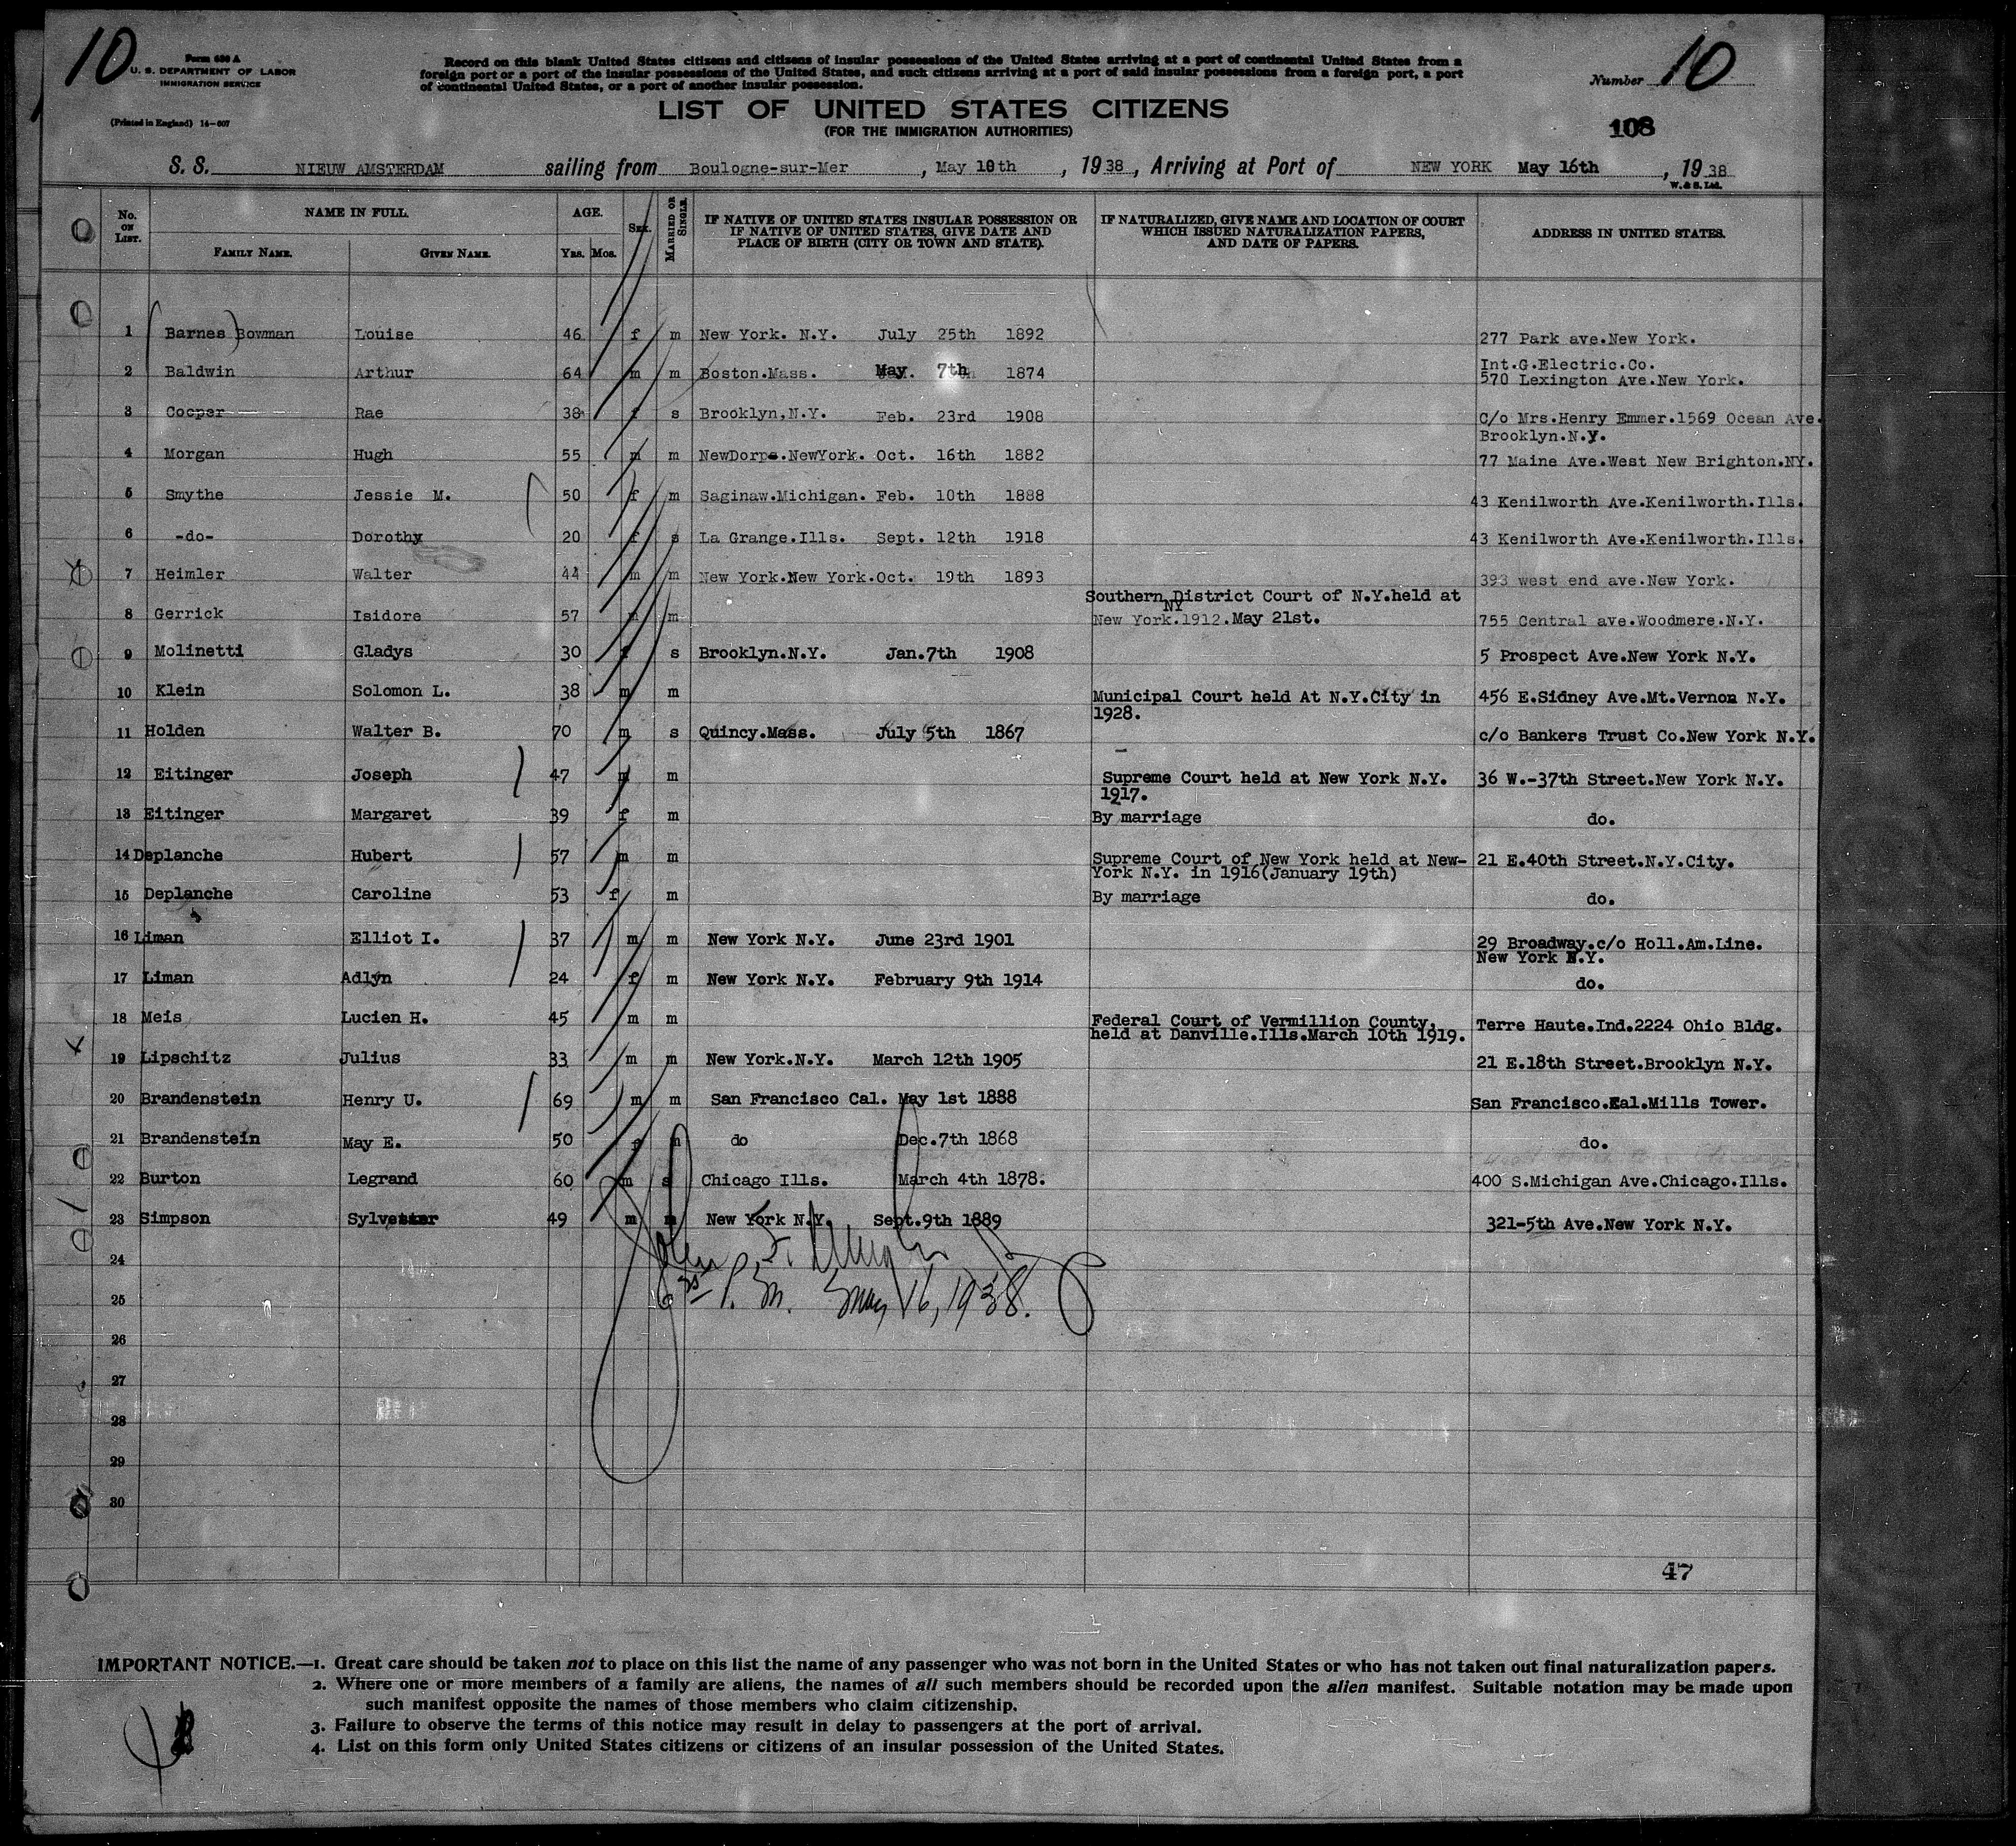 10
Form 630 A
U. S. DEPARTMENT OF LABOR
IMMIGRATION SERVICE
(Printed in England) 14—607
Record on this blank United States citizens and citizens of insular possessions of the United States arriving at a port of continental United States from a
foreign port or a port of the insular possessions of the United States, and such citizens arriving at a port of said insular possessions from a foreign port, a port
of continental United States, or a port of another insular possession.
Number 10
LIST OF UNITED STATES CITIZENS
(FOR THE IMMIGRATION AUTHORITIES)
108
S. S. NIEUW AMSTERDAM sailing from Boulogne-sur-Mer, May 10th, 1938, Arriving at Port of NEW YORK May 16th, 1938
W. & S. Ltd.
No. ON LIST. NAME IN FULL. FAMILY NAME. GIVEN NAME. AGE. YRS. MOS. SEX. MARRIED OR SINGLE. IF NATIVE OF UNITED STATES INSULAR POSSESSION OR IF NATIVE OF UNITED STATES, GIVE DATE AND PLACE OF BIRTH (CITY OR TOWN AND STATE). IF NATURALIZED, GIVE NAME AND LOCATION OF COURT WHICH ISSUED NATURALIZATION PAPERS, AND DATE OF PAPERS. ADDRESS IN UNITED STATES.
1 (Barnes) Bowman Louise 46 f m New York. N.Y. July 25th 1892 277 Park ave.New York.
2 Baldwin Arthur 64 m m Boston.Mass. May 7th 1874 Int.G.Electric.Co.
570 Lexington Ave.New York.
3 Cooper Rae 38 f s Brooklyn,N.Y. Feb. 23rd 1908 C/o Mrs.Henry Emmer.1569 Ocean Ave.
Brooklyn.N.Y.
4 Morgan Hugh 55 m m NewDorps.NewYork. Oct. 16th 1882 77 Maine Ave.West New Brighton.NY.
5 Smythe Jessie M. 50 f m Saginaw.Michigan. Feb. 10th 1888 43 Kenilworth Ave.Kenilworth.Ills.
6 -do- Dorothy 20 f s La Grange.Ills. Sept. 12th 1918 43 Kenilworth Ave.Kenilworth.Ills.
7 Heimler Walter 44 m m New York.New York.Oct. 19th 1893 393 west end ave.New York.
8 Gerrick Isidore 57 m m Southern District Court of N.Y.held at
NY
New York.1912.May 21st. 755 Central ave.Woodmere.N.Y.
9 Molinetti Gladys 30 f s Brooklyn.N.Y. Jan.7th 1908 5 Prospect Ave.New York N.Y.
10 Klein Solomon L. 38 m m Municipal Court held At N.Y.City in
1928. 456 E.Sidney Ave.Mt.Vernon N.Y.
11 Holden Walter B. 70 m s Quincy.Mass. July 5th 1867 c/o Bankers Trust Co.New York N.Y.
12 Eitinger Joseph 47 m m Supreme Court held at New York N.Y.
1917. 36 W.-37th Street.New York N.Y.
13 Eitinger Margaret 39 f m By marriage do.
14 Deplanche Hubert 57 m m Supreme Court of New York held at New-
York N.Y. in 1916(January 19th) 21 E.40th Street.N.Y.City.
15 Deplanche Caroline 53 f m By marriage do.
16 Liman Elliot I. 37 m m New York N.Y. June 23rd 1901 29 Broadway.c/o Holl.Am.Line.
New York N.Y.
17 Liman Adlyn 24 f m New York N.Y. February 9th 1914 do.
18 Meis Lucien H. 45 m m Federal Court of Vermillion County,
held at Danville.Ills.March 10th 1919. Terre Haute.Ind.2224 Ohio Bldg.
19 Lipschitz Julius 33 m m New York.N.Y. March 12th 1905 21 E.18th Street.Brooklyn N.Y.
20 Brandenstein Henry U. 69 m m San Francisco Cal. May 1st 1888 San Francisco.Kal.Mills Tower.
21 Brandenstein May E. 50 f m do Dec.7th 1868 do.
22 Burton Legrand 60 m s Chicago Ills. March 4th 1878. 400 S.Michigan Ave.Chicago.Ills.
23 Simpson Sylvester 49 m m New York N.Y. Sept.9th 1889 321-5th Ave.New York N.Y.
24
John F.
25
P.M. May 16, 1938.
26
27
28
29
30
47
IMPORTANT NOTICE.—1. Great care should be taken not to place on this list the name of any passenger who was not born in the United States or who has not taken out final naturalization papers.
2. Where one or more members of a family are aliens, the names of all such members should be recorded upon the alien manifest. Suitable notation may be made upon
such manifest opposite the names of those members who claim citizenship.
3. Failure to observe the terms of this notice may result in delay to passengers at the port of arrival.
4. List on this form only United States citizens or citizens of an insular possession of the United States.